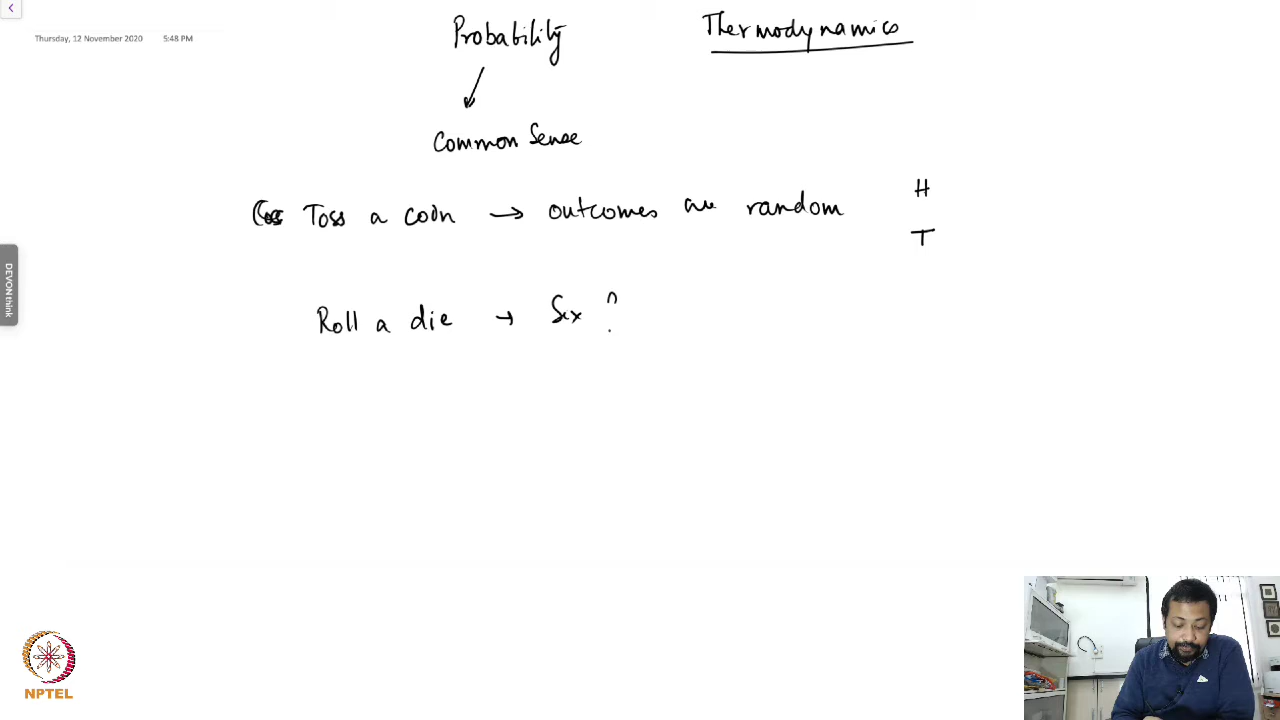 Thursday, 12 November 2020 5:48 PM
Probability Thermodynamics
Common Sense
Toss a coin → outcomes are random H
T
DEVONthink
Roll a die → Six ?
NPTEL